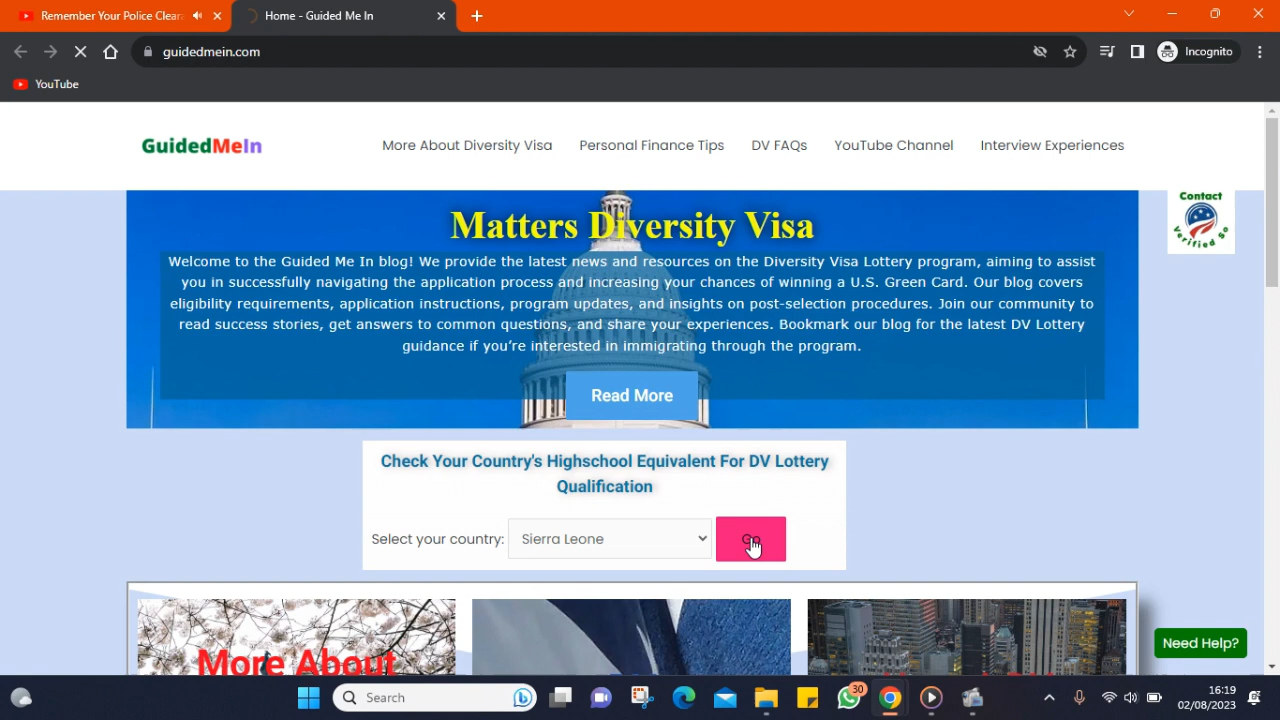 Remember Your Police Clear
Home - Guided Me In
guidedmein.com
Incognito
YouTube
GuidedMeIn
More About Diversity Visa
Personal Finance Tips
DV FAQs
YouTube Channel
Interview Experiences
Contact
Verified So
Matters Diversity Visa
Welcome to the Guided Me In blog! We provide the latest news and resources on the Diversity Visa Lottery program, aiming to assist
you in successfully navigating the application process and increasing your chances of winning a U.S. Green Card. Our blog covers
eligibility requirements, application instructions, program updates, and insights on post-selection procedures. Join our community to
read success stories, get answers to common questions, and share your experiences. Bookmark our blog for the latest DV Lottery
guidance if you’re interested in immigrating through the program.
Read More
Check Your Country's Highschool Equivalent For DV Lottery
Qualification
Select your country:
Sierra Leone
Go
More About
Need Help?
Search
30
16:19
02/08/2023